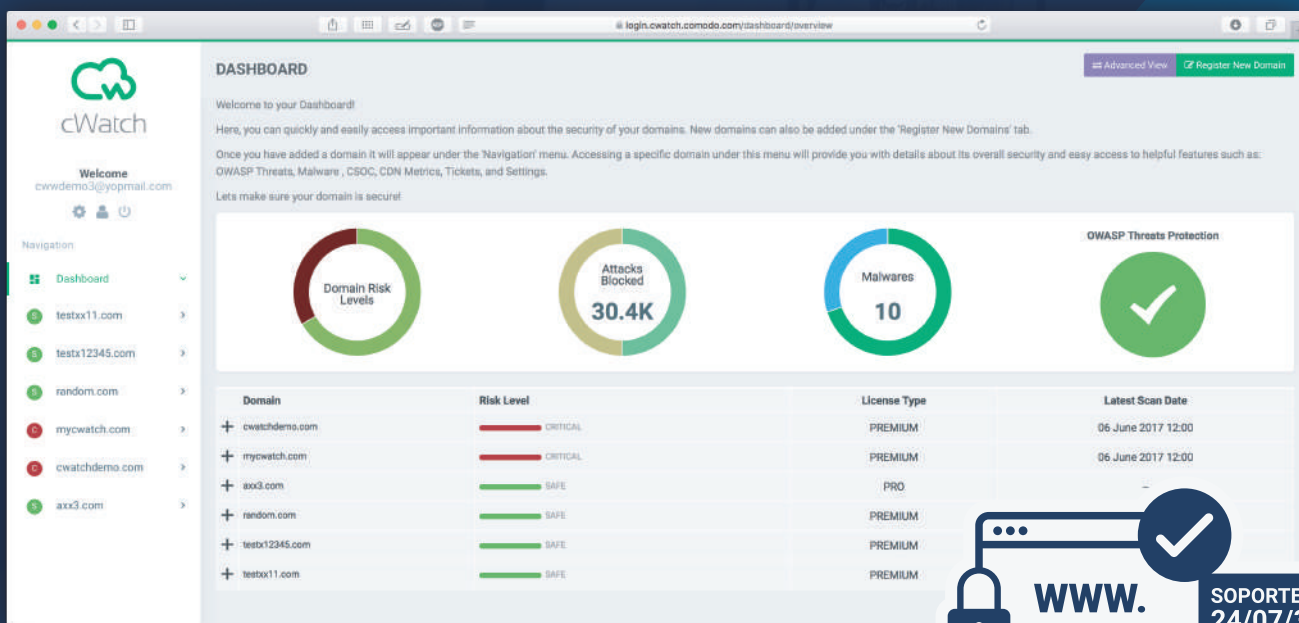 login.cwatch.comodo.com/dashboard/overview
cWatch
Welcome
cwwdemo3@yopmail.com
Navigation
Dashboard
S testxx11.com
S testx12345.com
S random.com
C mycwatch.com
C cwatchdemo.com
S axx3.com
DASHBOARD
Advanced View
Register New Domain
Welcome to your Dashboard!
Here, you can quickly and easily access important information about the security of your domains. New domains can also be added under the 'Register New Domains' tab.
Once you have added a domain it will appear under the 'Navigation' menu. Accessing a specific domain under this menu will provide you with details about its overall security and easy access to helpful features such as:
OWASP Threats, Malware , CSOC, CDN Metrics, Tickets, and Settings.
Lets make sure your domain is secure!
Domain Risk
Levels
Attacks
Blocked
30.4K
Malwares
10
OWASP Threats Protection
Domain Risk Level License Type Latest Scan Date
cwatchdemo.com CRITICAL PREMIUM 06 June 2017 12:00
mycwatch.com CRITICAL PREMIUM 06 June 2017 12:00
axx3.com SAFE PRO –
random.com SAFE PREMIUM
testx12345.com SAFE PREMIUM
testxx11.com SAFE PREMIUM
WWW.
SOPORTE
24/07/3